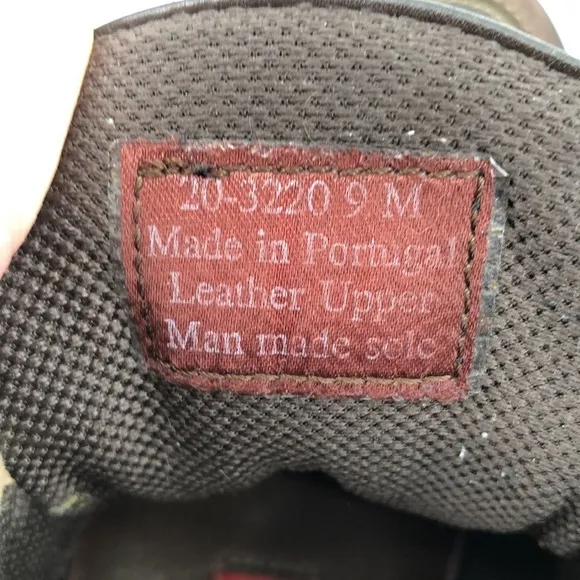 20-3220 9 M
Made in Portugal
Leather Upper
Man made sole